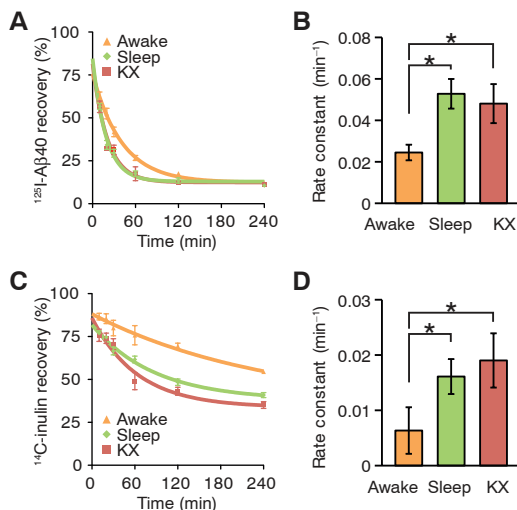 A
¹²⁵I-Aβ40 recovery (%)
100
75
50
25
0
Awake
Sleep
KX
0 60 120 180 240
Time (min)
B
Rate constant (min⁻¹)
0.08
0.06
0.04
0.02
0
*
*
Awake Sleep KX
C
¹⁴C-inulin recovery (%)
100
75
50
25
0
Awake
Sleep
KX
0 60 120 180 240
Time (min)
D
Rate constant (min⁻¹)
0.03
0.02
0.01
0
*
*
Awake Sleep KX